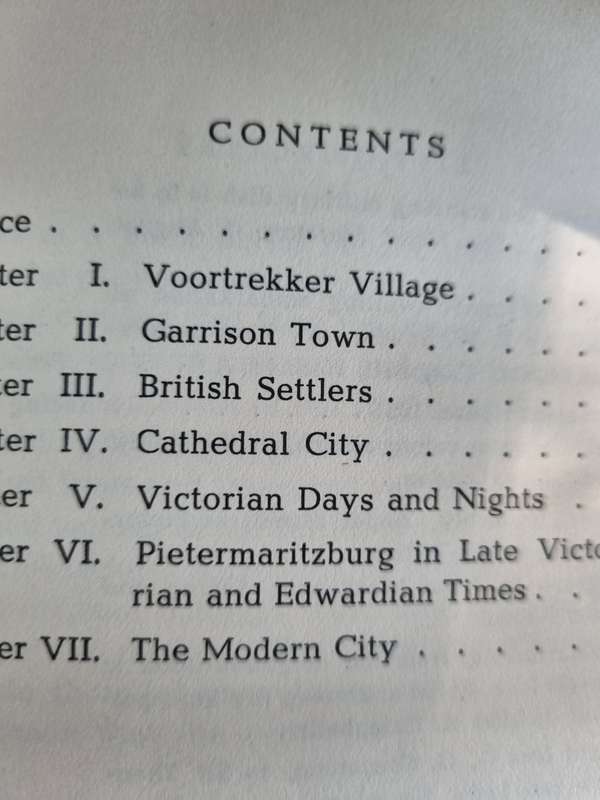 CONTENTS
ce . . . . . . . . . . . . .
ter I. Voortrekker Village . . . .
ter II. Garrison Town . . . . . .
ter III. British Settlers . . . . . .
ter IV. Cathedral City . . . . . .
er V. Victorian Days and Nights .
er VI. Pietermaritzburg in Late Victo
rian and Edwardian Times . .
er VII. The Modern City . . . . .